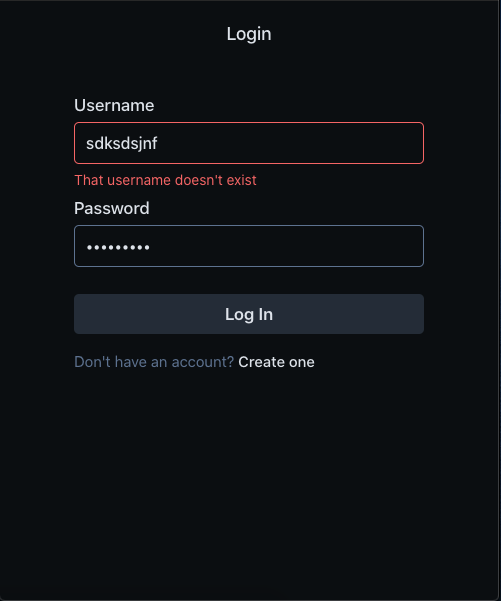 Login
Username
sdksdsjnf
That username doesn't exist
Password
•••••••••
Log In
Don't have an account? Create one